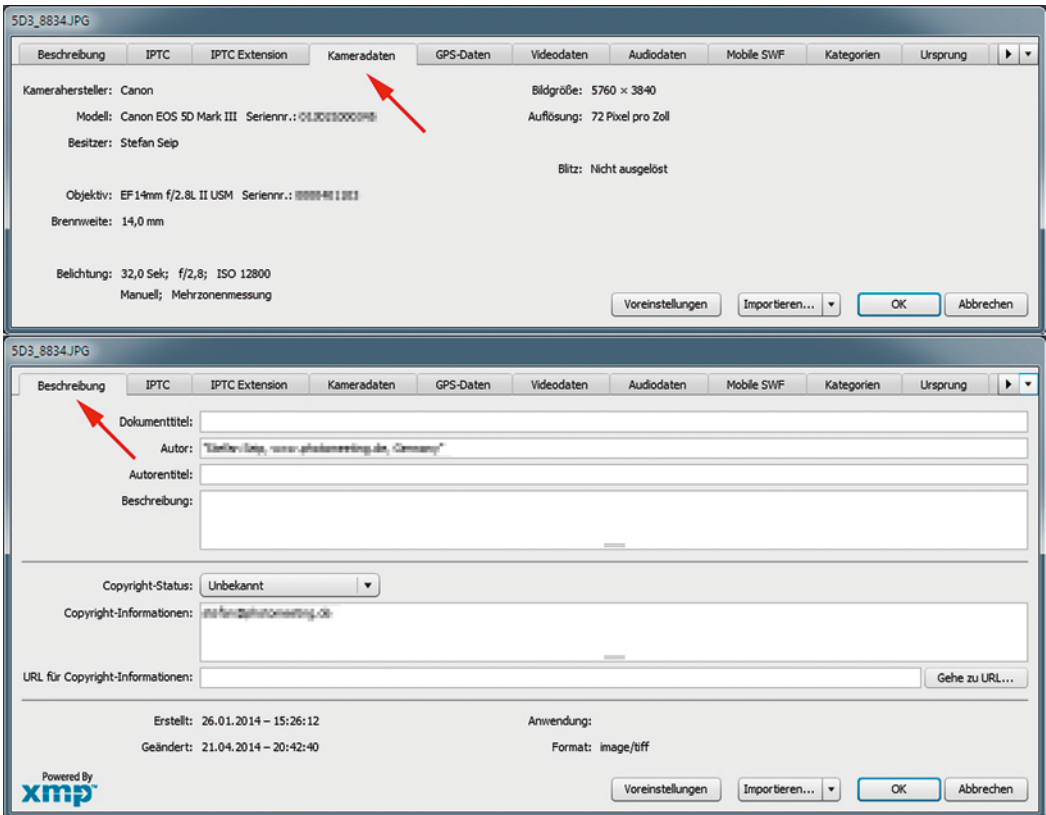 5D3_8834.JPG
Beschreibung IPTC IPTC Extension Kameradaten GPS-Daten Videodaten Audiodaten Mobile SWF Kategorien Ursprung
Kamerahersteller: Canon Bildgröße: 5760 × 3840
Modell: Canon EOS 5D Mark III Seriennr.: Auflösung: 72 Pixel pro Zoll
Besitzer: Stefan Seip
Blitz: Nicht ausgelöst
Objektiv: EF14mm f/2.8L II USM Seriennr.:
Brennweite: 14,0 mm
Belichtung: 32,0 Sek; f/2,8; ISO 12800
Manuell; Mehrzonenmessung
Voreinstellungen Importieren... OK Abbrechen
5D3_8834.JPG
Beschreibung IPTC IPTC Extension Kameradaten GPS-Daten Videodaten Audiodaten Mobile SWF Kategorien Ursprung
Dokumenttitel:
Autor:
Autorentitel:
Beschreibung:
Copyright-Status: Unbekannt
Copyright-Informationen:
URL für Copyright-Informationen: Gehe zu URL...
Erstellt: 26.01.2014 – 15:26:12 Anwendung:
Geändert: 21.04.2014 – 20:42:40 Format: image/tiff
Powered By
xmp™
Voreinstellungen Importieren... OK Abbrechen